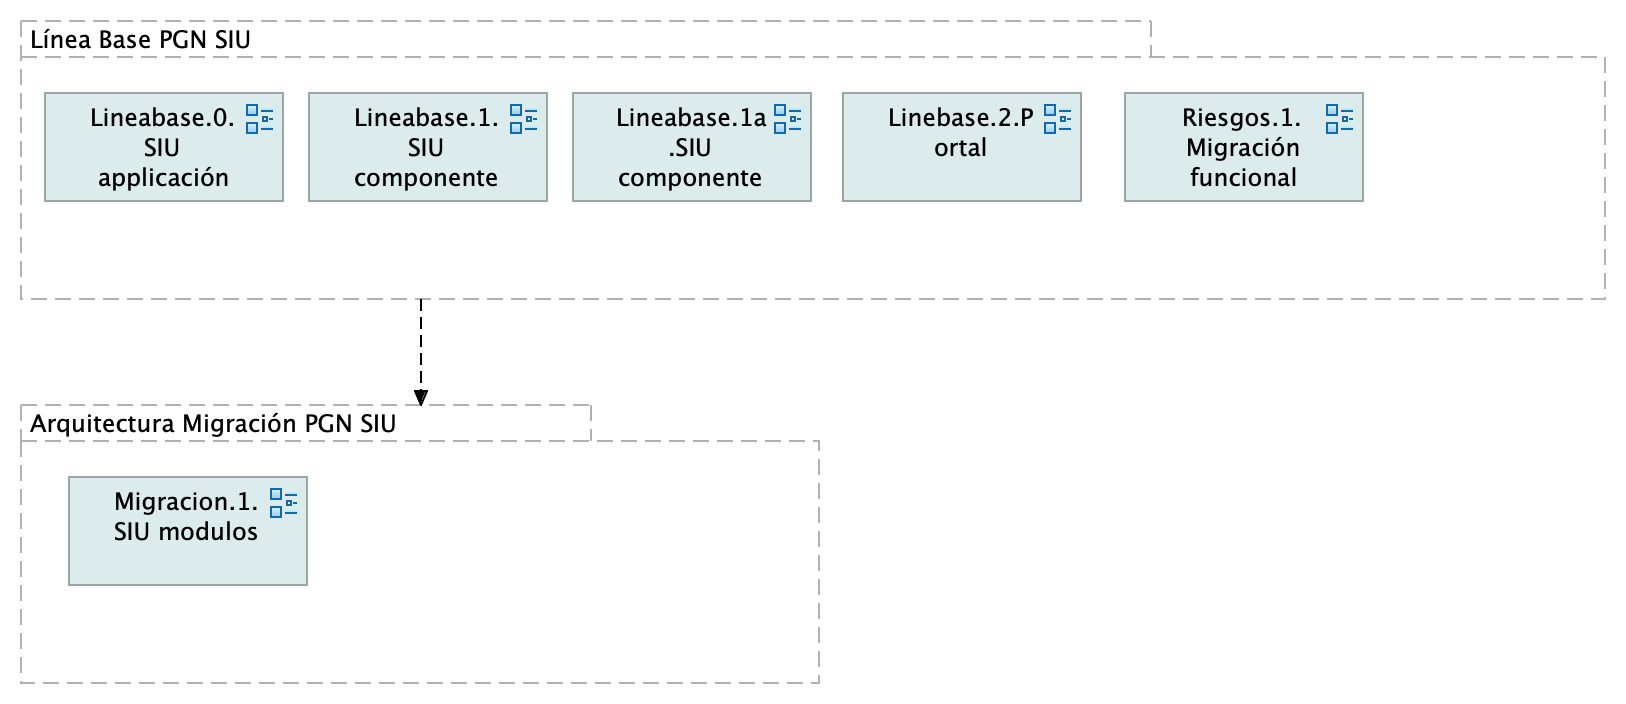 Línea Base PGN SIU
Lineabase.0.
SIU
applicación
Lineabase.1.
SIU
componente
Lineabase.1a
.SIU
componente
Linebase.2.P
ortal
Riesgos.1.
Migración
funcional
Arquitectura Migración PGN SIU
Migracion.1.
SIU modulos